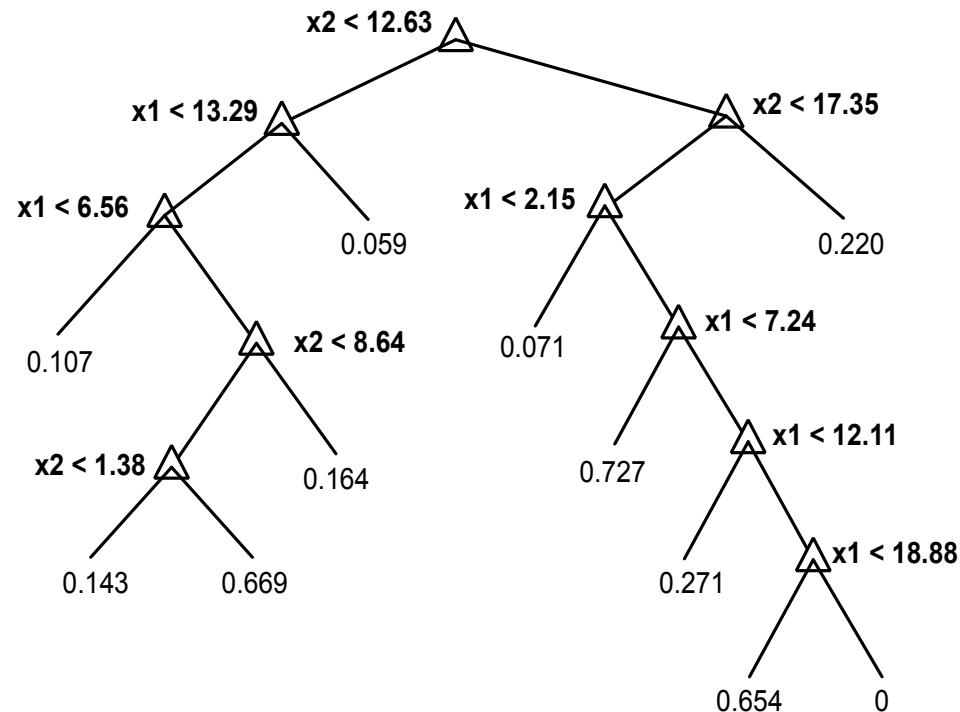 x2 < 12.63
x1 < 13.29
x2 < 17.35
x1 < 6.56
x1 < 2.15
0.059
0.220
x1 < 7.24
x2 < 8.64
0.107
0.071
x1 < 12.11
x2 < 1.38
0.164
0.727
x1 < 18.88
0.143
0.669
0.271
0.654
0